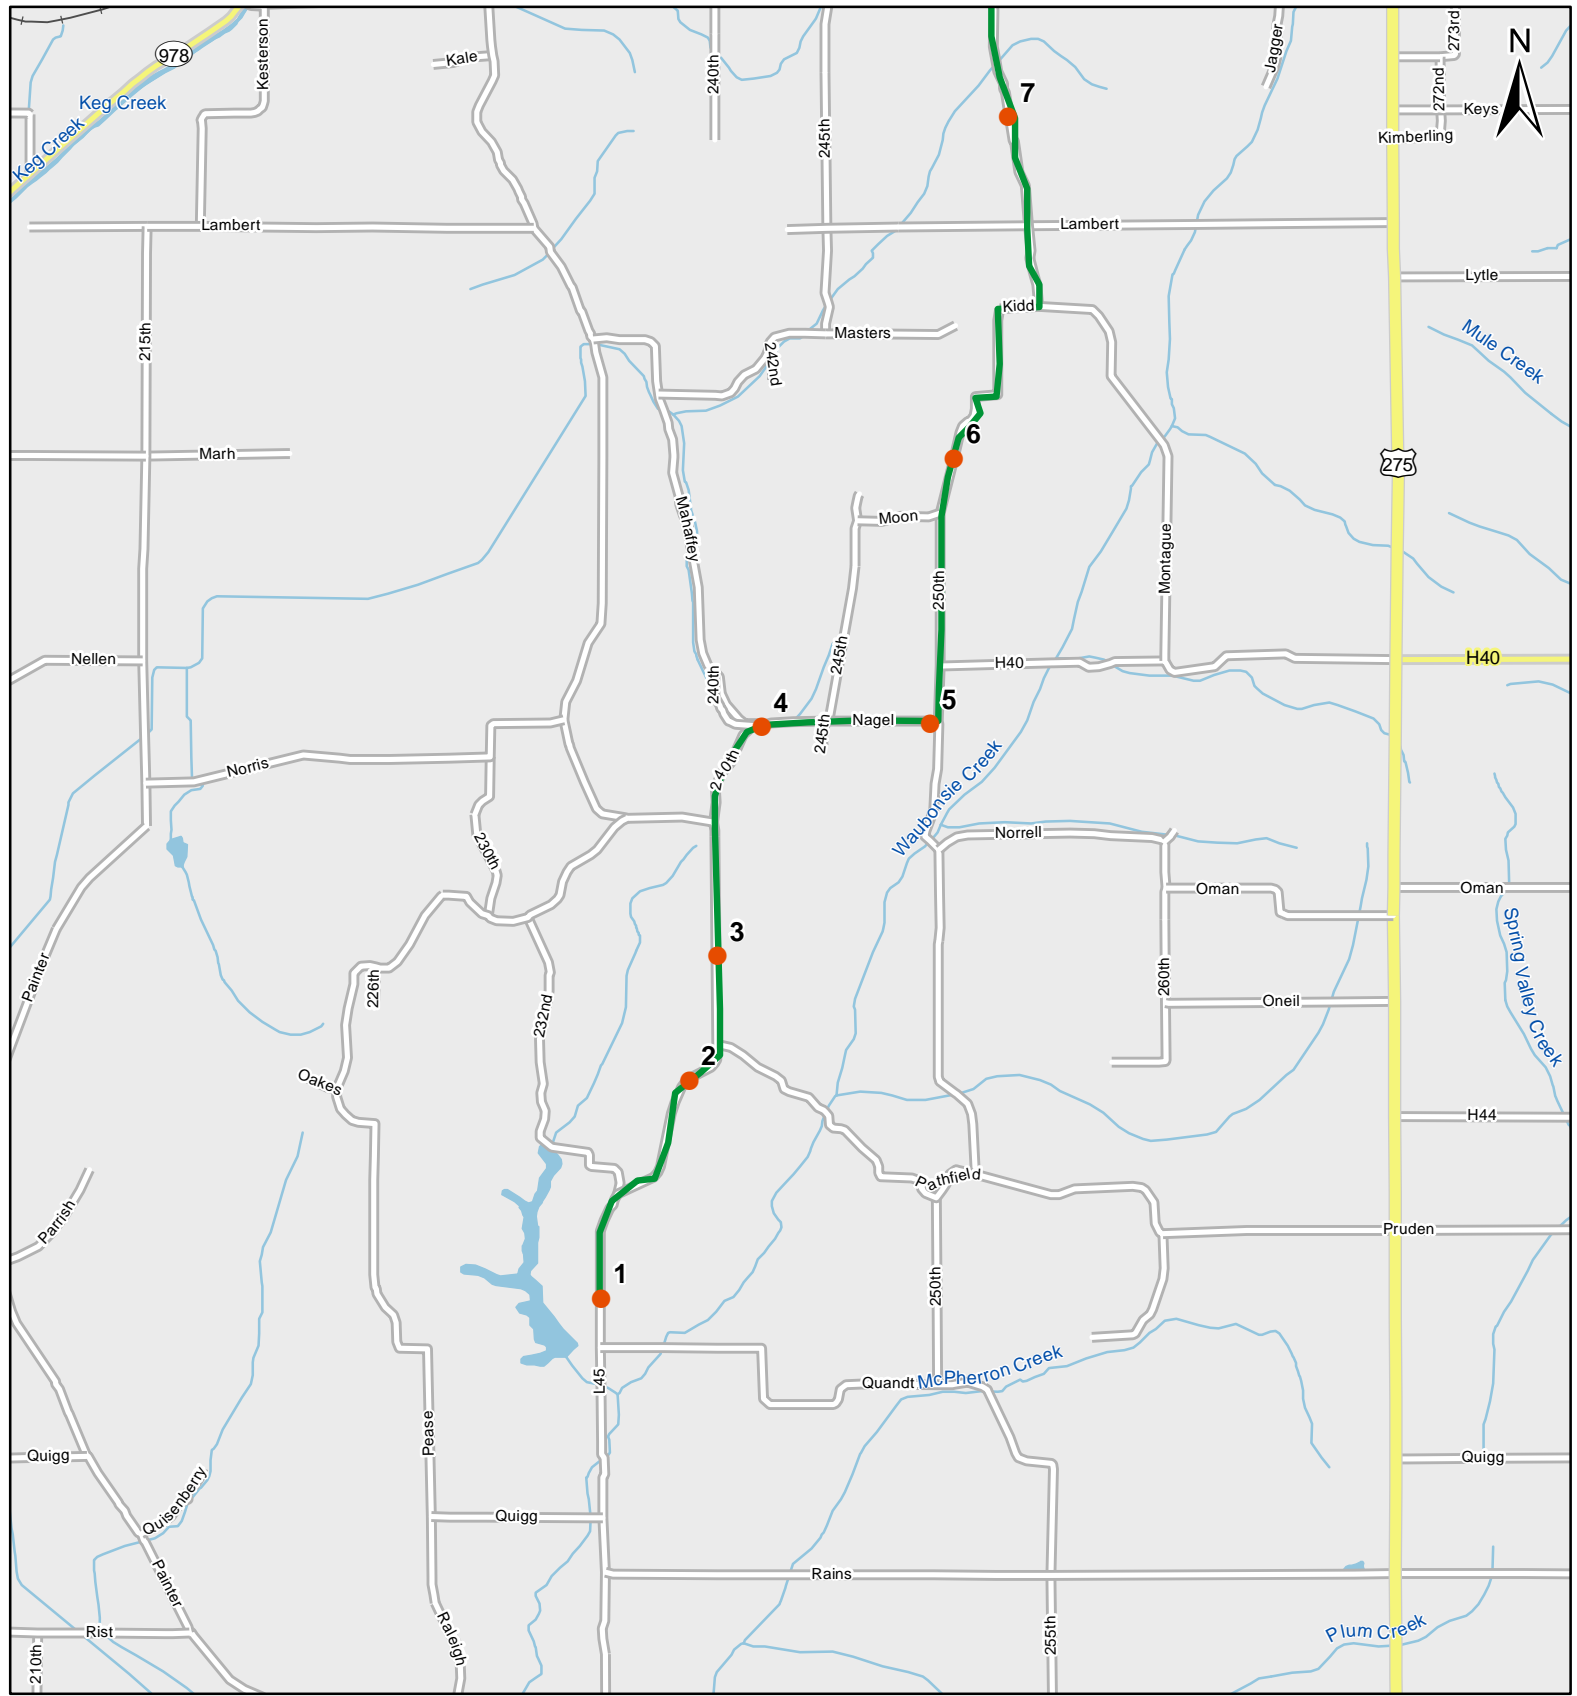 N
978
Kesterson
Kale
240th
245th
7
Jagger
273rd
272nd
Keys
Kimberling
Keg Creek
Keg Creek
Lambert
Lambert
Lytle
215th
Kidd
Masters
242nd
Mule Creek
Marh
6
275
Mahaffey
Moon
250th
Montague
Nellen
245th
H40
H40
240th
4
5
Nagel
245th
Norris
240th
Waubonsie Creek
230th
Norrell
Oman
Oman
3
Painter
226th
232nd
260th
Oneil
Spring Valley Creek
2
Oakes
H44
Pathfield
Parrish
Pruden
1
250th
L45
Quandt
McPherron Creek
Pease
Quigg
Quigg
Quisenberry
Quigg
Painter
Rains
Rist
Raleigh
255th
Plum Creek
210th